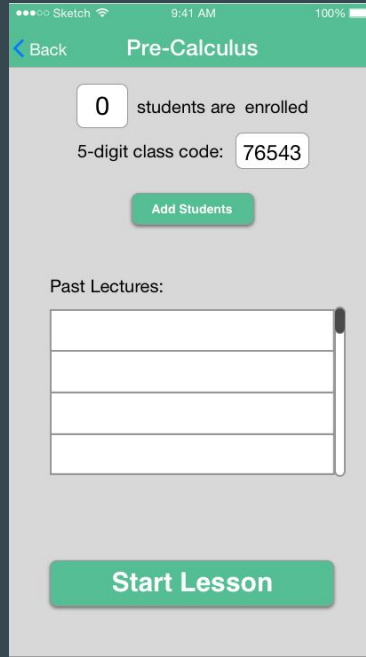 Sketch 9:41 AM 100%
Back Pre-Calculus
0 students are enrolled
5-digit class code: 76543
Add Students
Past Lectures:
Start Lesson